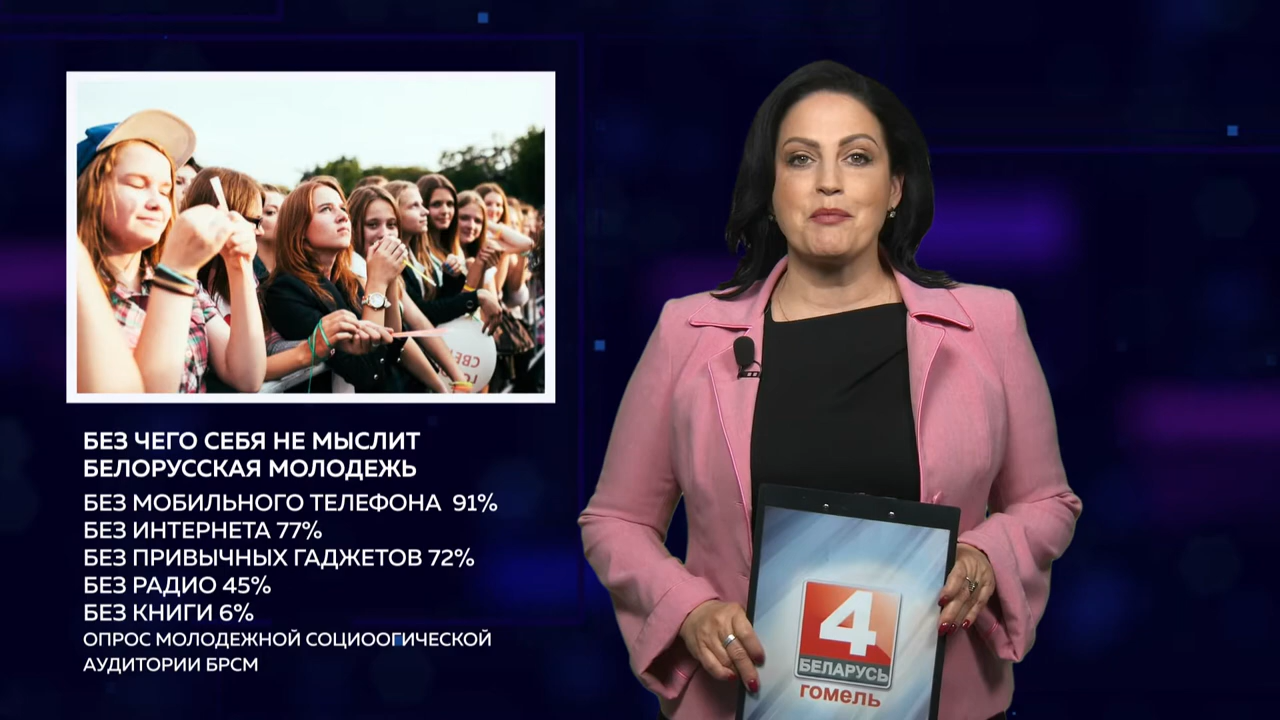 БЕЗ ЧЕГО СЕБЯ НЕ МЫСЛИТ
БЕЛОРУССКАЯ МОЛОДЕЖЬ
БЕЗ МОБИЛЬНОГО ТЕЛЕФОНА 91%
БЕЗ ИНТЕРНЕТА 77%
БЕЗ ПРИВЫЧНЫХ ГАДЖЕТОВ 72%
БЕЗ РАДИО 45%
БЕЗ КНИГИ 6%
ОПРОС МОЛОДЕЖНОЙ СОЦИООГИЧЕСКОЙ
АУДИТОРИИ БРСМ
4
БЕЛАРУСЬ
гомель